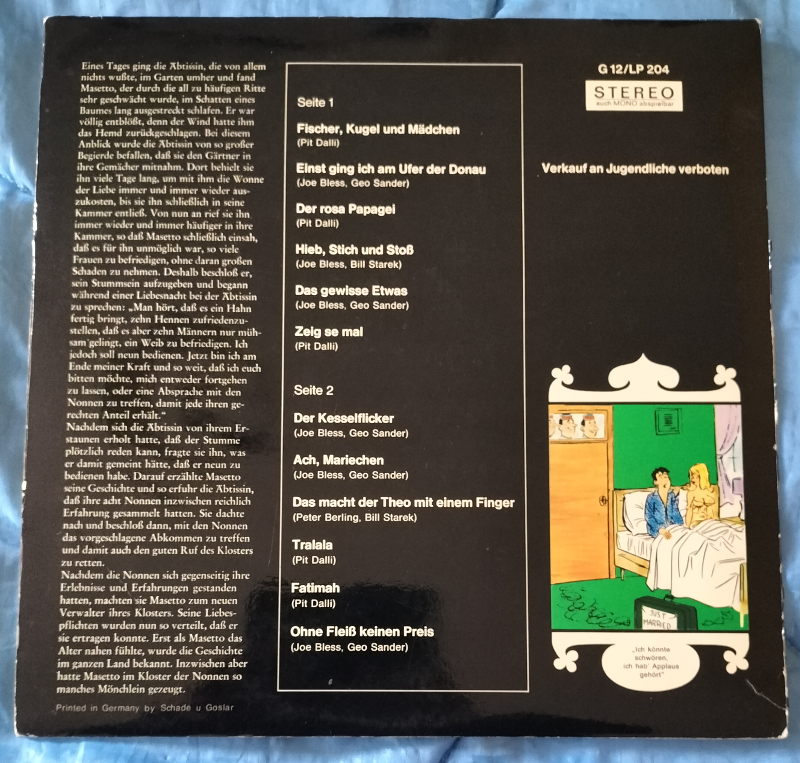 Eines Tages ging die Äbtissin, die von allem
nichts wußte, im Garten umher und fand
Masetto, der durch die all zu häufigen Ritte
sehr geschwächt wurde, im Schatten eines
Baumes lang ausgestreckt schlafen. Er war
völlig entblößt, denn der Wind hatte ihm
das Hemd zurückgeschlagen. Bei diesem
Anblick wurde die Äbtissin von so großer
Begierde befallen, daß sie den Gärtner in
ihre Gemächer mitnahm. Dort behielt sie
ihn viele Tage lang, um mit ihm die Wonne
der Liebe immer und immer wieder aus-
zukosten, bis sie ihn schließlich in seine
Kammer entließ. Von nun an rief sie ihn
immer wieder und immer häufiger in ihre
Kammer, so daß Masetto schließlich einsah,
daß es für ihn unmöglich war, so viele
Frauen zu befriedigen, ohne daran großen
Schaden zu nehmen. Deshalb beschloß er,
sein Stummsein aufzugeben und begann
während einer Liebesnacht bei der Äbtissin
zu sprechen: „Man hört, daß es ein Hahn
fertig bringt, zehn Hennen zufriedenzu-
stellen, daß es aber zehn Männern nur müh-
sam gelingt, ein Weib zu befriedigen. Ich
jedoch soll neun bedienen. Jetzt bin ich am
Ende meiner Kraft und so weit, daß ich euch
bitten möchte, mich entweder fortgehen
zu lassen, oder eine Absprache mit den
Nonnen zu treffen, damit jede ihren ge-
rechten Anteil erhält.“
Nachdem sich die Äbtissin von ihrem Er-
staunen erholt hatte, daß der Stumme
plötzlich reden kann, fragte sie ihn, was
er damit gemeint hätte, daß er neun zu
bedienen habe. Darauf erzählte Masetto
seine Geschichte und so erfuhr die Äbtissin,
daß ihre acht Nonnen inzwischen reichlich
Erfahrung gesammelt hatten. Sie dachte
nach und beschloß dann, mit den Nonnen
das vorgeschlagene Abkommen zu treffen
und damit auch den guten Ruf des Klosters
zu retten.
Nachdem die Nonnen sich gegenseitig ihre
Erlebnisse und Erfahrungen gestanden
hatten, machten sie Masetto zum neuen
Verwalter ihres Klosters. Seine Liebes-
pflichten wurden nun so verteilt, daß er
sie ertragen konnte. Erst als Masetto das
Alter nahen fühlte, wurde die Geschichte
im ganzen Land bekannt. Inzwischen aber
hatte Masetto im Kloster der Nonnen so
manches Mönchlein gezeugt.
Printed in Germany by Schade u Goslar
Seite 1
Fischer, Kugel und Mädchen
(Pit Dalli)
Einst ging ich am Ufer der Donau
(Joe Bless, Geo Sander)
Der rosa Papagei
(Pit Dalli)
Hieb, Stich und Stoß
(Joe Bless, Bill Starek)
Das gewisse Etwas
(Joe Bless, Geo Sander)
Zeig se mal
(Pit Dalli)
Seite 2
Der Kesselflicker
(Joe Bless, Geo Sander)
Ach, Mariechen
(Joe Bless, Geo Sander)
Das macht der Theo mit einem Finger
(Peter Berling, Bill Starek)
Tralala
(Pit Dalli)
Fatimah
(Pit Dalli)
Ohne Fleiß keinen Preis
(Joe Bless, Geo Sander)
G 12/LP 204
STEREO
auch MONO abspielbar
Verkauf an Jugendliche verboten
JUST
MARRIED
„Ich könnte
schwören,
ich hab' Applaus
gehört“